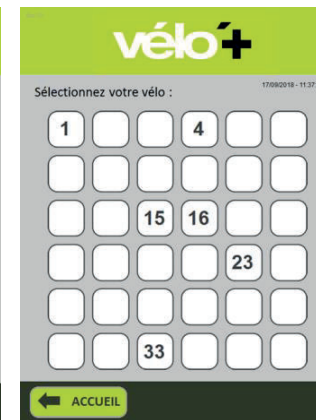 vélo+
Sélectionnez votre vélo :
17/09/2018 - 11:37
1 4
15 16
23
33
ACCUEIL